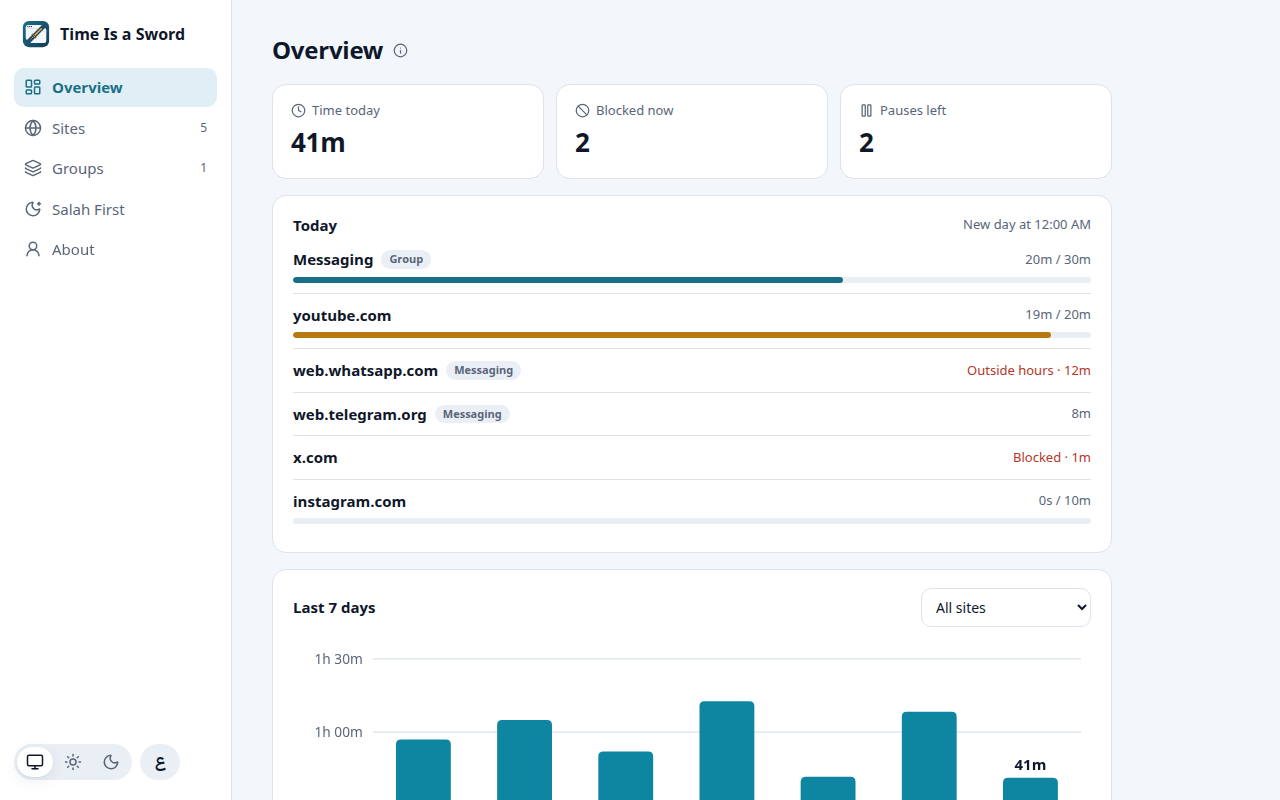 Time Is a Sword
Overview
Sites 5
Groups 1
Salah First
About
ع
Overview
Time today
41m
Blocked now
2
Pauses left
2
Today New day at 12:00 AM
Messaging Group 20m / 30m
youtube.com 19m / 20m
web.whatsapp.com Messaging Outside hours · 12m
web.telegram.org Messaging 8m
x.com Blocked · 1m
instagram.com 0s / 10m
Last 7 days All sites
1h 30m
1h 00m
41m